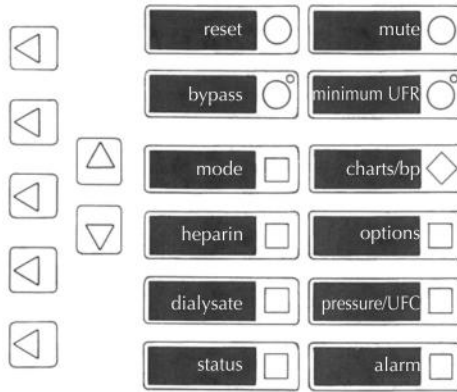 reset
mute
bypass
minimum UFR
mode
charts/bp
heparin
options
dialysate
pressure/UFC
status
alarm